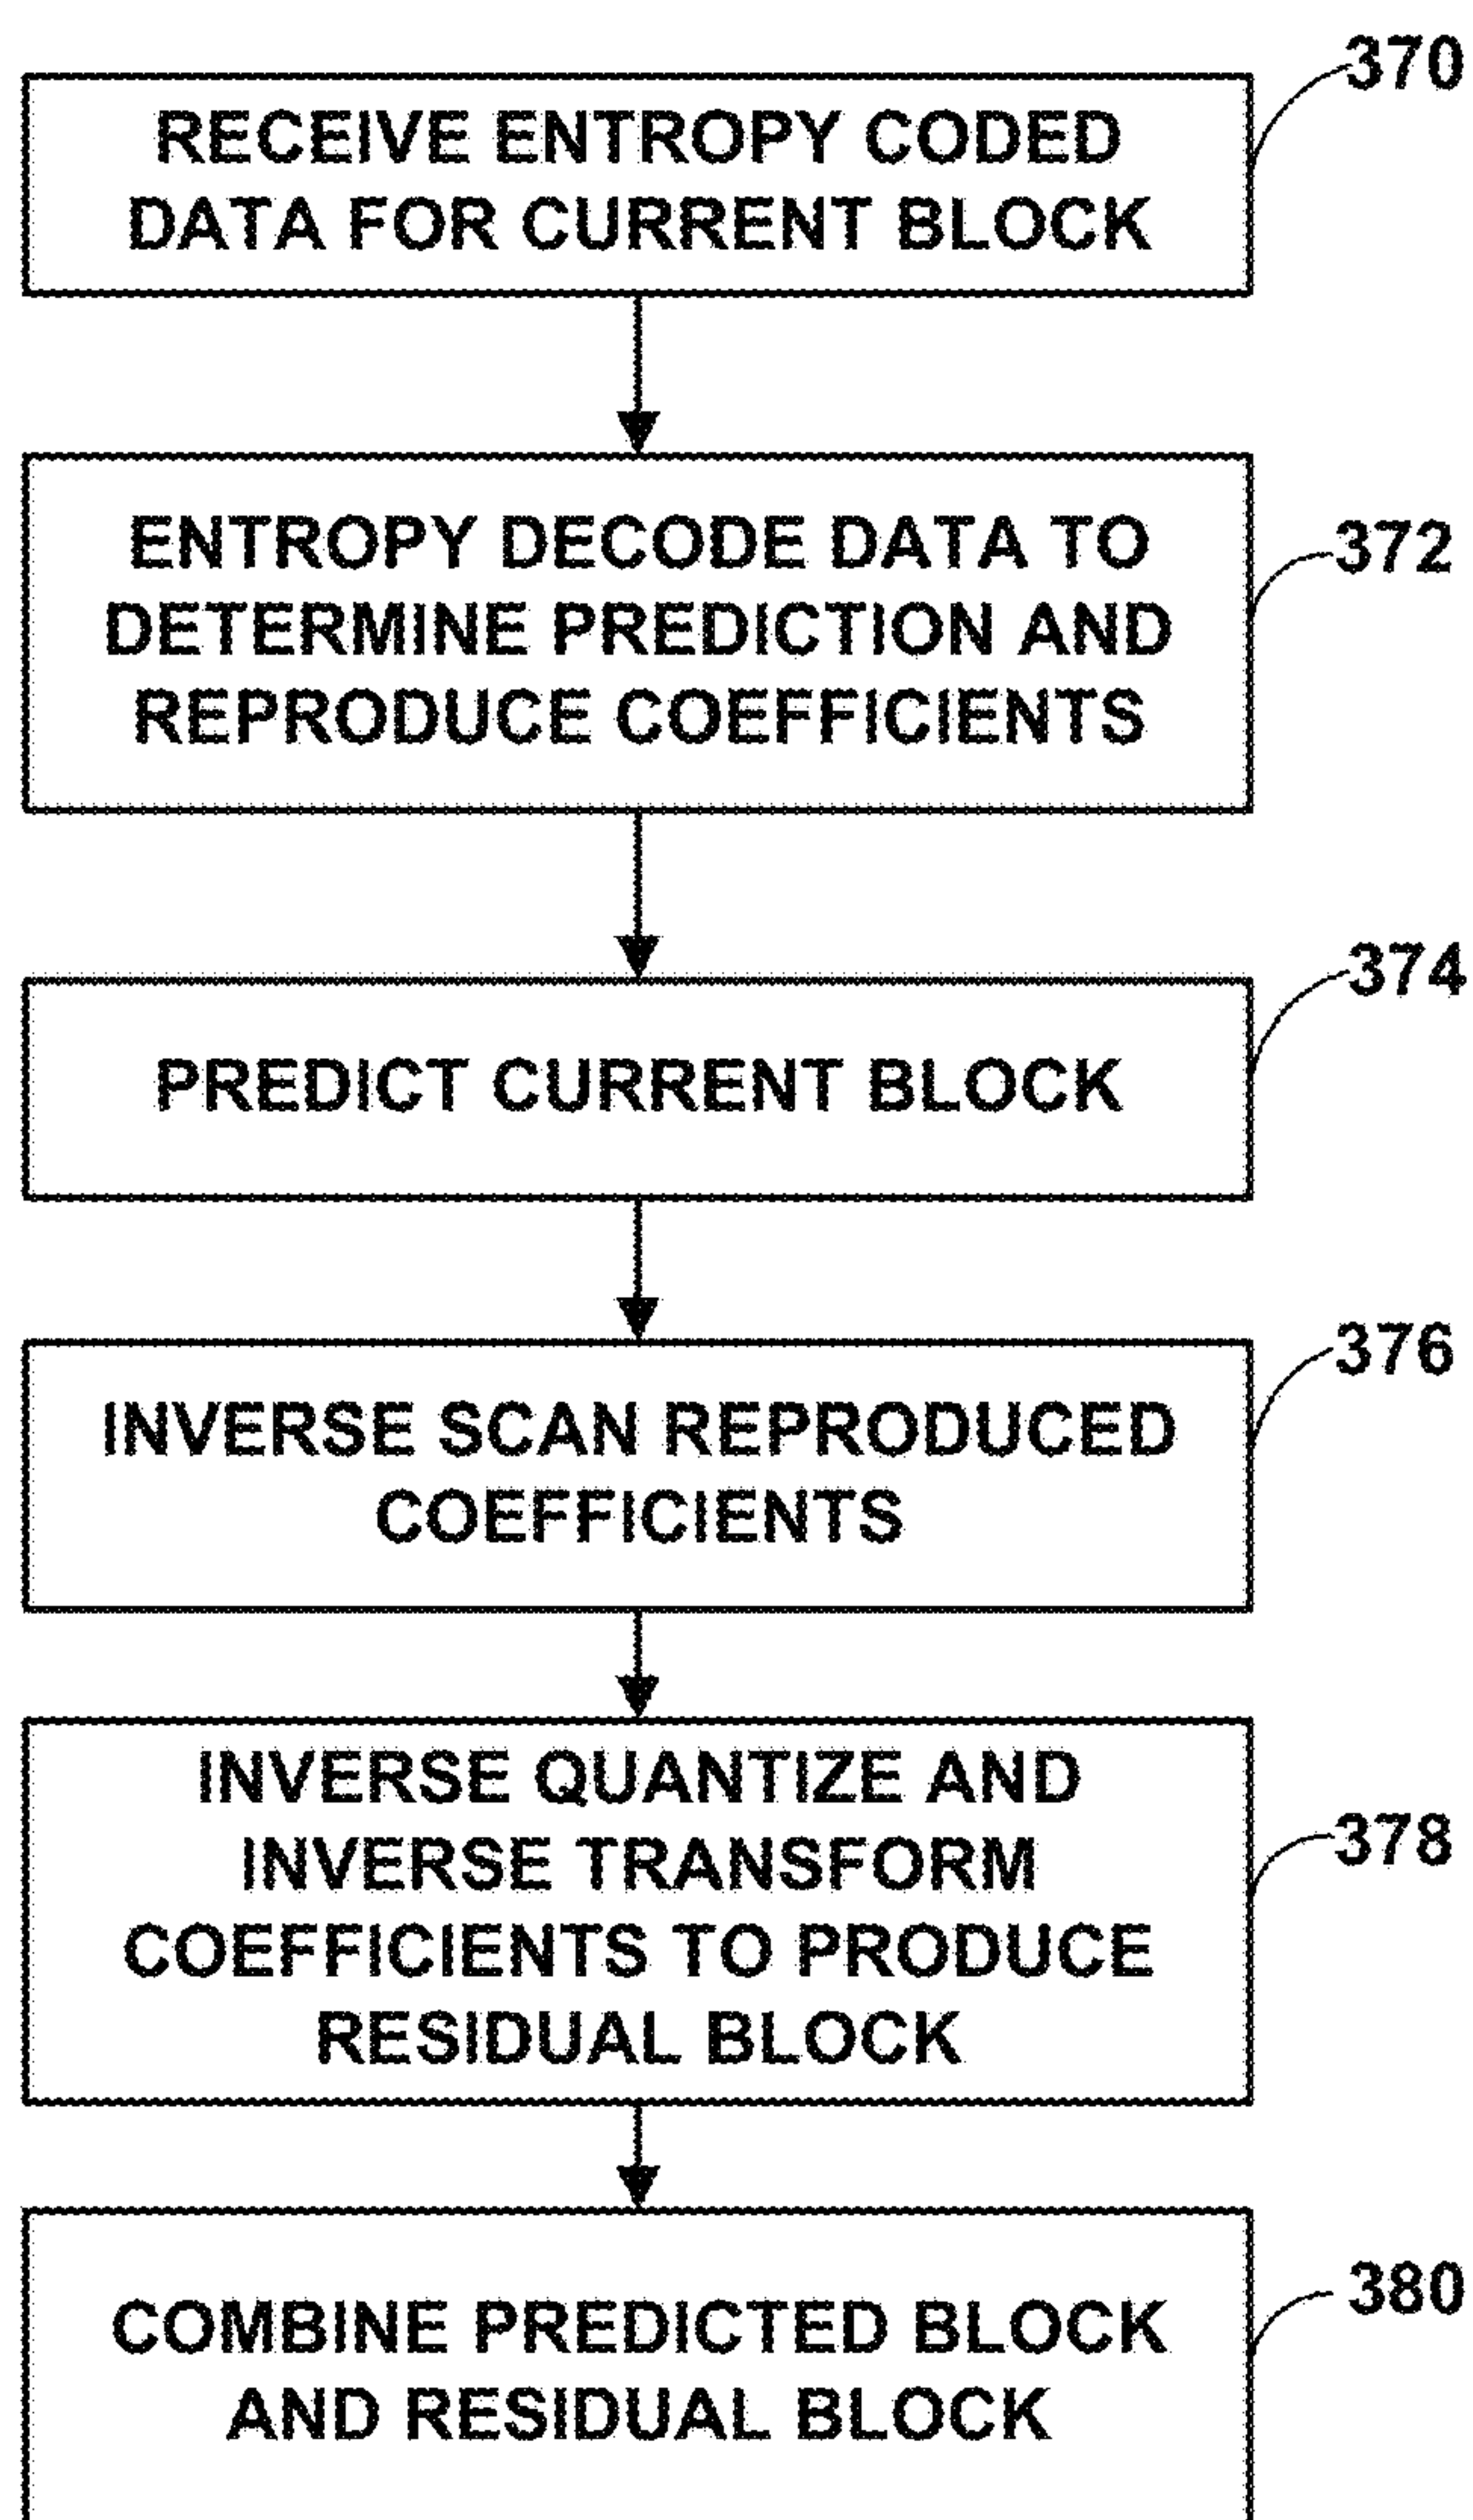 370
RECEIVE ENTROPY CODED
DATA FOR CURRENT BLOCK
372
ENTROPY DECODE DATA TO
DETERMINE PREDICTION AND
REPRODUCE COEFFICIENTS
374
PREDICT CURRENT BLOCK
376
INVERSE SCAN REPRODUCED
COEFFICIENTS
378
INVERSE QUANTIZE AND
INVERSE TRANSFORM
COEFFICIENTS TO PRODUCE
RESIDUAL BLOCK
380
COMBINE PREDICTED BLOCK
AND RESIDUAL BLOCK